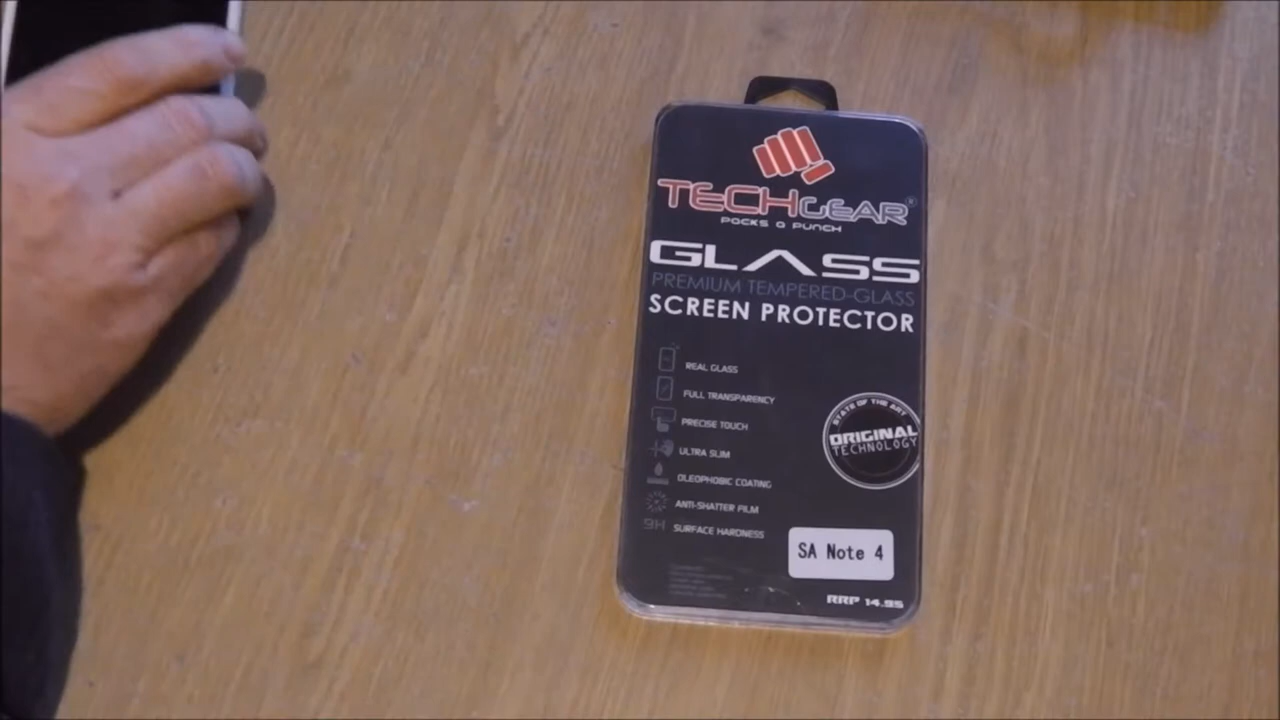 TECHGEAR®
PACKS A PUNCH
GLASS
PREMIUM TEMPERED-GLASS
SCREEN PROTECTOR
REAL GLASS
FULL TRANSPARENCY
PRECISE TOUCH
ULTRA SLIM
OLEOPHOBIC COATING
ANTI-SHATTER FILM
9H SURFACE HARDNESS
STATE OF THE ART
ORIGINAL
TECHNOLOGY
SA Note 4
RRP 14.95